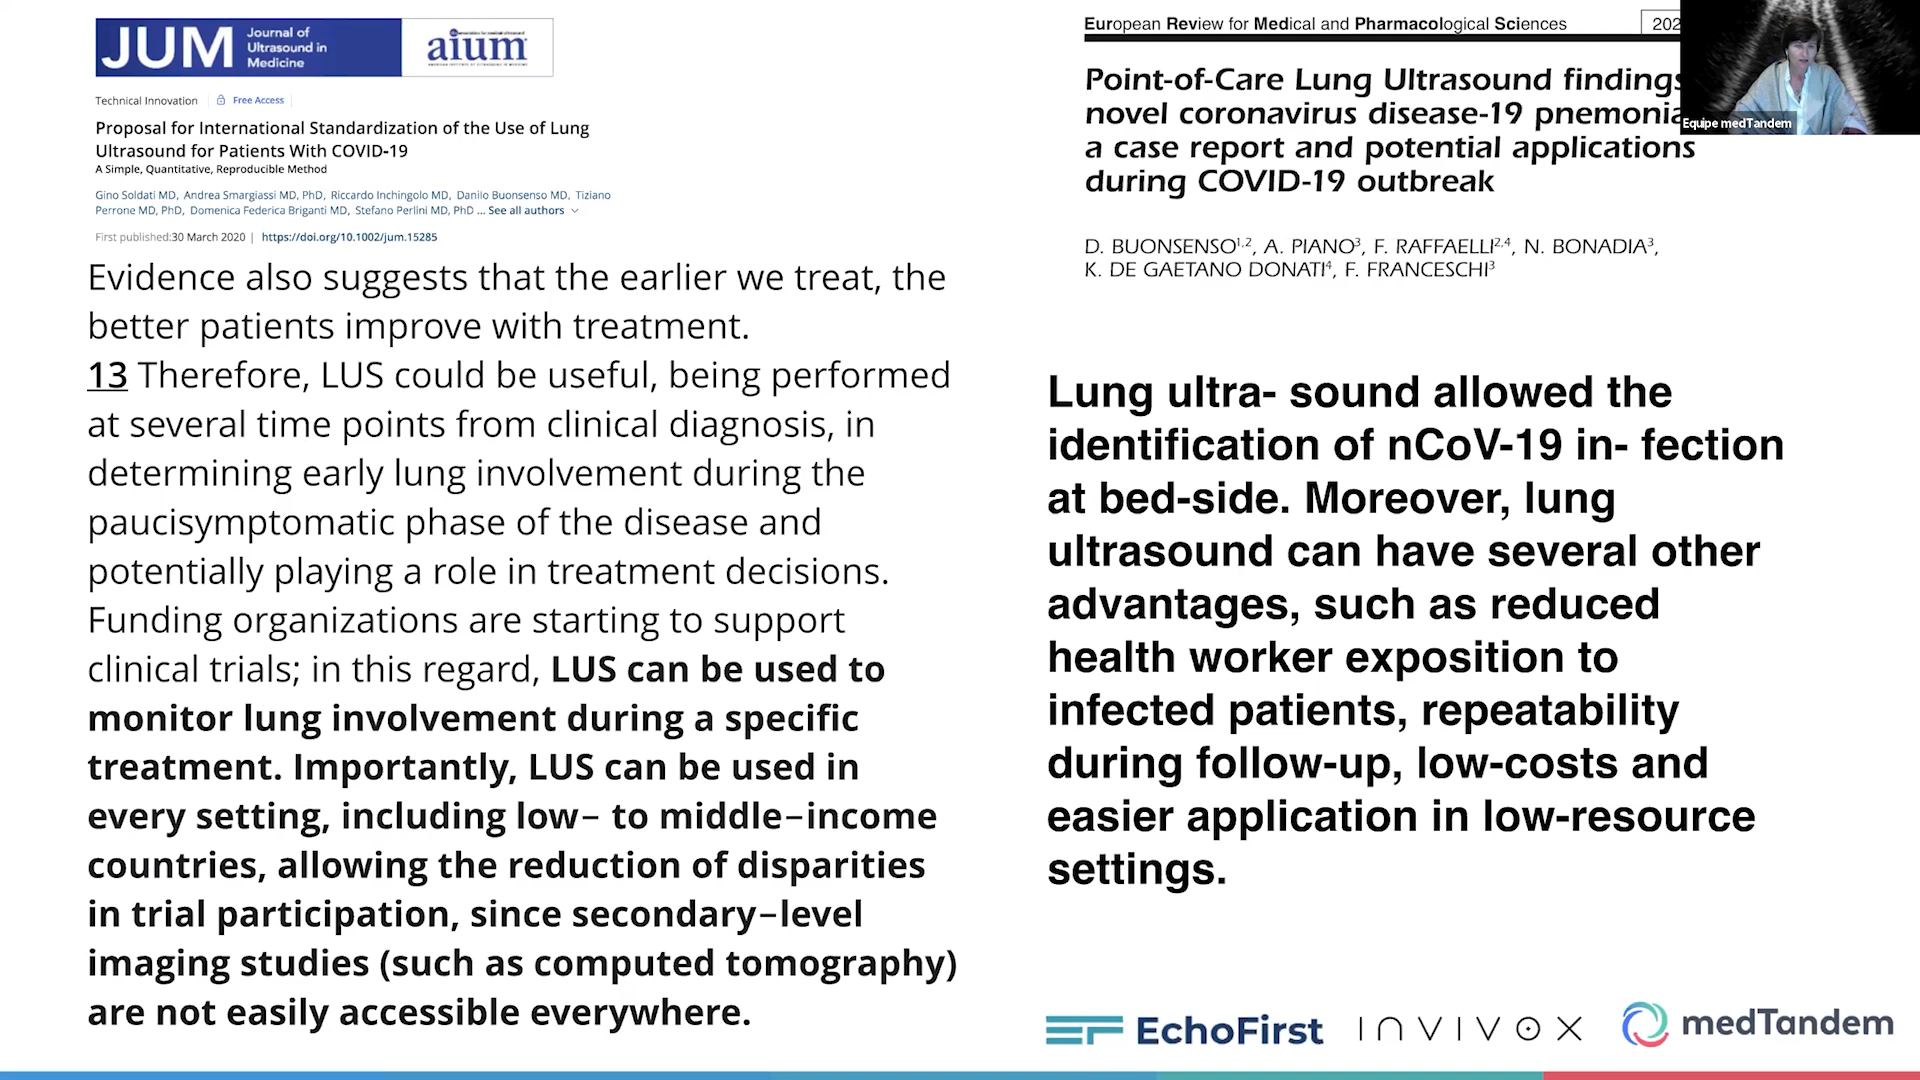 JUM
Journal of
Ultrasound in
Medicine
aium
Technical Innovation
Free Access
Proposal for International Standardization of the Use of Lung
Ultrasound for Patients With COVID-19
A Simple, Quantitative, Reproducible Method
Gino Soldati MD, Andrea Smargiassi MD, PhD, Riccardo Inchingolo MD, Danilo Buonsenso MD, Tiziano
Perrone MD, PhD, Domenica Federica Briganti MD, Stefano Perlini MD, PhD ... See all authors
First published:30 March 2020 | https://doi.org/10.1002/jum.15285
Evidence also suggests that the earlier we treat, the
better patients improve with treatment.
13 Therefore, LUS could be useful, being performed
at several time points from clinical diagnosis, in
determining early lung involvement during the
paucisymptomatic phase of the disease and
potentially playing a role in treatment decisions.
Funding organizations are starting to support
clinical trials; in this regard, LUS can be used to
monitor lung involvement during a specific
treatment. Importantly, LUS can be used in
every setting, including low– to middle–income
countries, allowing the reduction of disparities
in trial participation, since secondary–level
imaging studies (such as computed tomography)
are not easily accessible everywhere.
European Review for Medical and Pharmacological Sciences
202
Point-of-Care Lung Ultrasound findings
novel coronavirus disease-19 pnemonia
a case report and potential applications
during COVID-19 outbreak
D. BUONSENSO1,2, A. PIANO3, F. RAFFAELLI2,4, N. BONADIA3,
K. DE GAETANO DONATI4, F. FRANCESCHI3
Equipe medTandem
Lung ultra- sound allowed the
identification of nCoV-19 in- fection
at bed-side. Moreover, lung
ultrasound can have several other
advantages, such as reduced
health worker exposition to
infected patients, repeatability
during follow-up, low-costs and
easier application in low-resource
settings.
EchoFirst
INVIVOX
medTandem